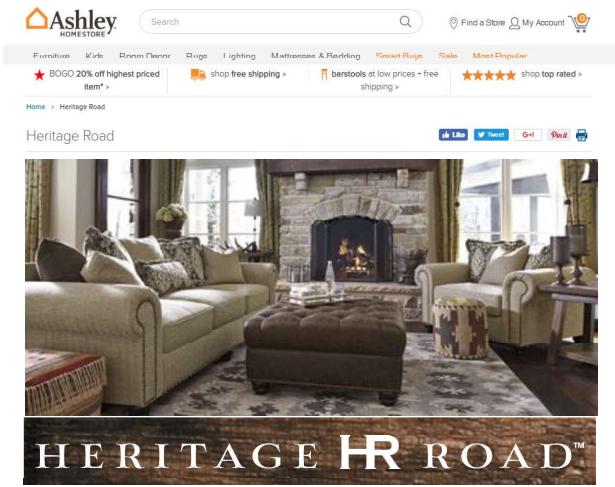 Ashley
HOMESTORE
Search
Find a Store
My Account
0
Furniture Kids Room Decor Rugs Lighting Mattresses & Bedding Smart Buys Sale Most Popular
BOGO 20% off highest priced
item* >
shop free shipping >
barstools at low prices + free
shipping >
shop top rated >
Home > Heritage Road
Heritage Road
Like
Tweet
G+1
Pin it
HERITAGE HR ROAD™